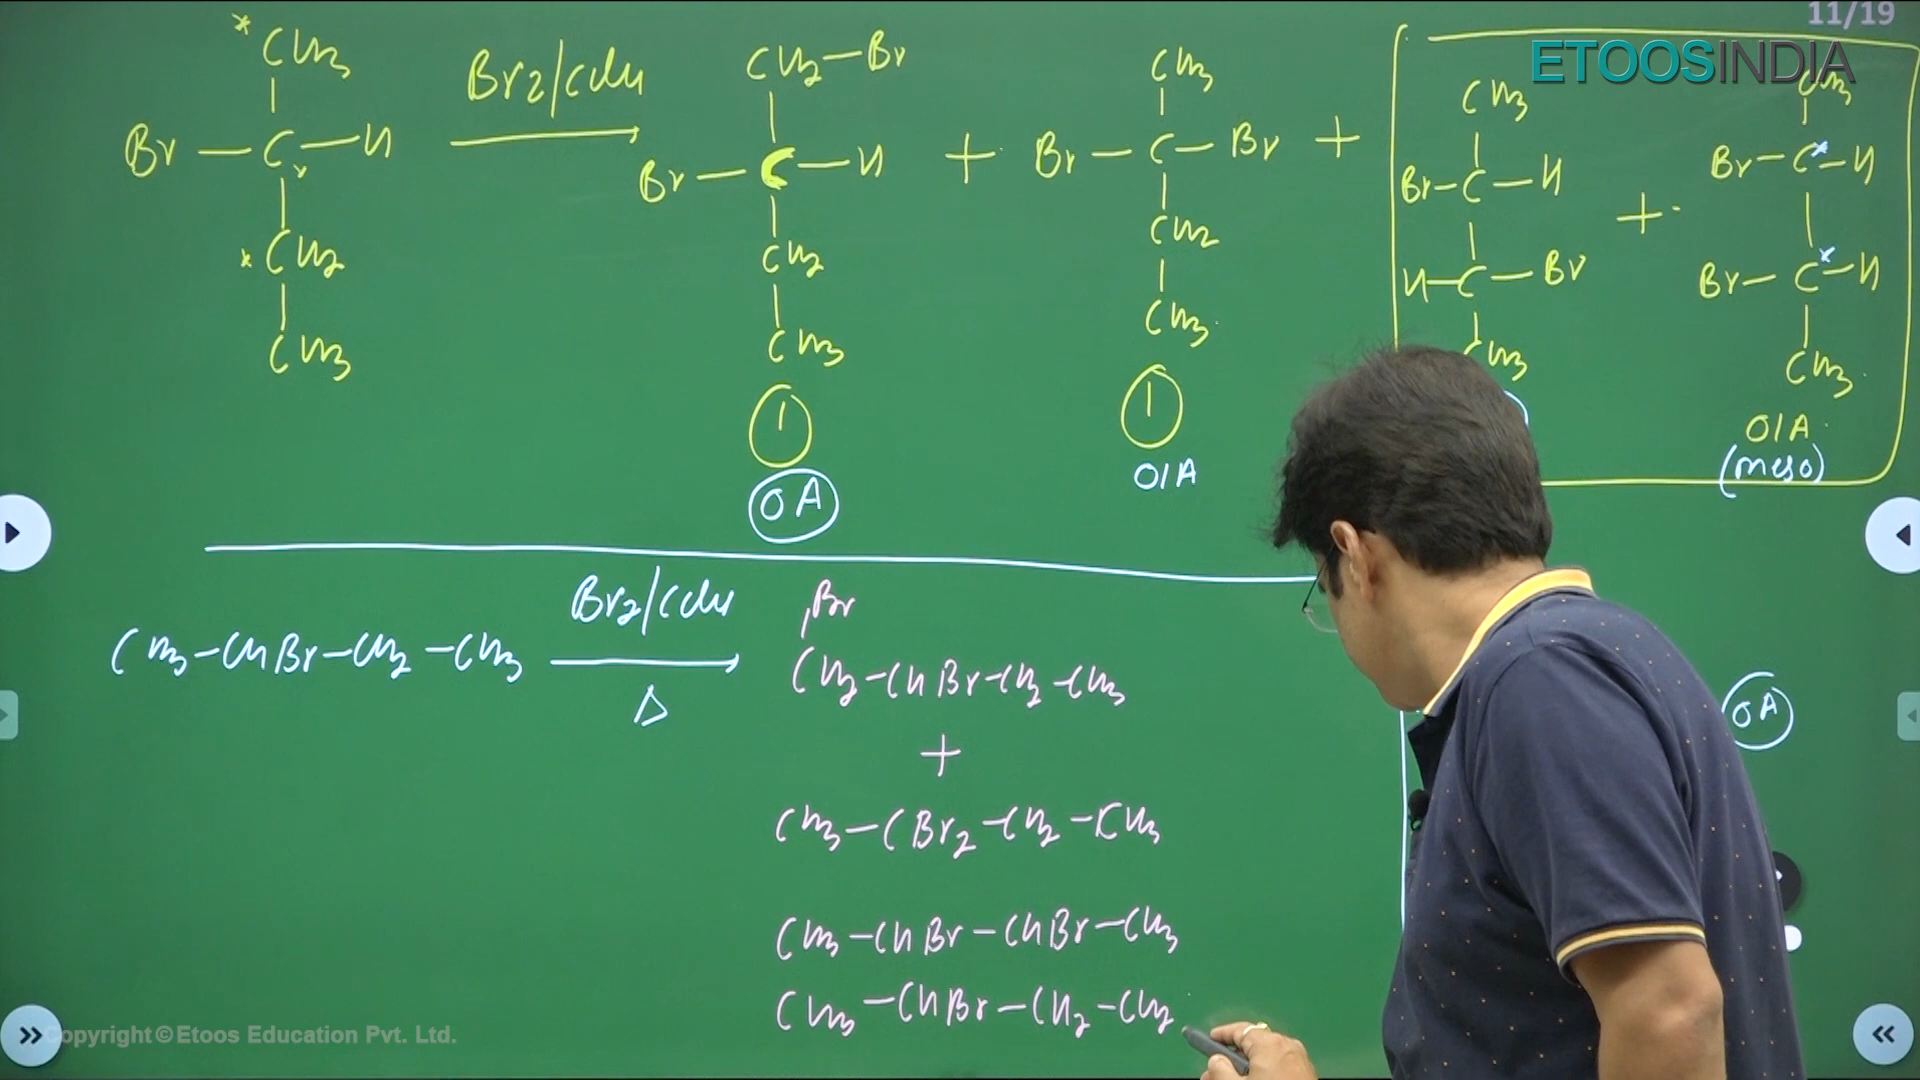 11/19
ETOOSINDIA
*
CH3
Br — C — H
*
* CH2
CH3
Br2/CCl4
CH2—Br
Br — C — H
CH2
CH3
1
OA
+
CH3
Br — C — Br
CH2
CH3
1
O/A
+
CH3
Br—C—H
H—C—Br
CH3
+
CH3
Br—C*—H
*
Br—C—H
CH3
O/A
(meso)
CH3—CHBr—CH2—CH3
Br2/CCl4
Δ
Br
CH2—CHBr—CH2—CH3
+
CH3—CBr2—CH2—CH3
CH3—CHBr—CHBr—CH3
CH3—CHBr—CH2—CH2
OA
Copyright © Etoos Education Pvt. Ltd.